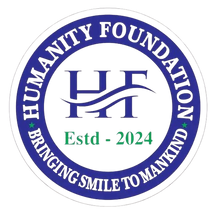 HUMANITY FOUNDATION
HF
Estd - 2024
BRINGING SMILE TO MANKIND